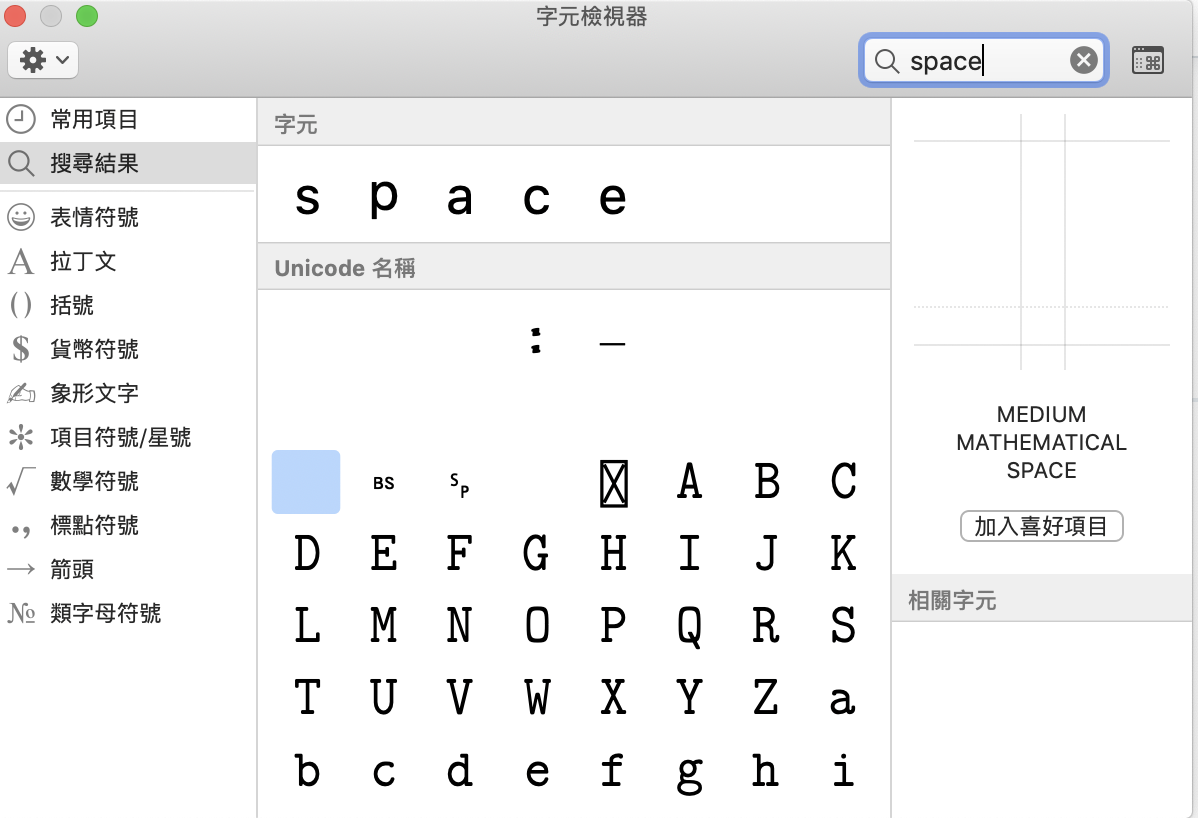 字元檢視器
space
常用項目
搜尋結果
表情符號
A 拉丁文
() 括號
$ 貨幣符號
象形文字
項目符號/星號
√ 數學符號
., 標點符號
→ 箭頭
№ 類字母符號
字元
s p a c e
Unicode 名稱
: –
BS SP A B C
D E F G H I J K
L M N O P Q R S
T U V W X Y Z a
b c d e f g h i
MEDIUM
MATHEMATICAL
SPACE
加入喜好項目
相關字元